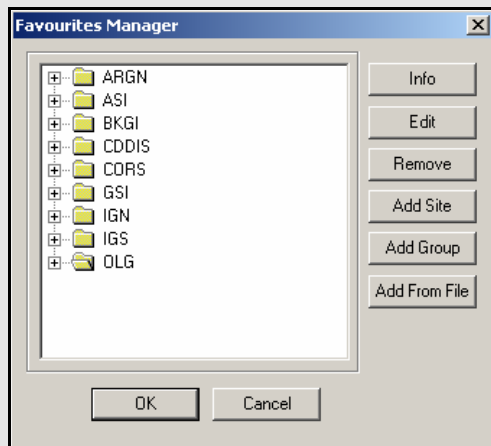 Favourites Manager
ARGN
ASI
BKGI
CDDIS
CORS
GSI
IGN
IGS
OLG
Info
Edit
Remove
Add Site
Add Group
Add From File
OK
Cancel